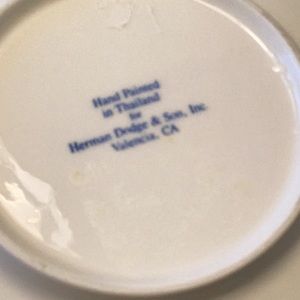 Hand Painted
in Thailand
for
Herman Dodge & Son, Inc.
Valencia, CA